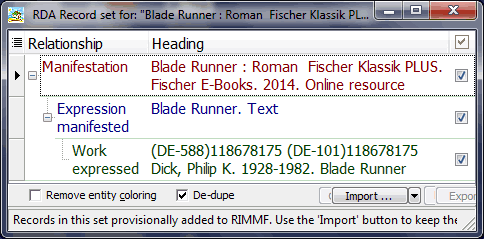 RDA Record set for: "Blade Runner : Roman Fischer Klassik PL...
Relationship Heading
Manifestation Blade Runner : Roman Fischer Klassik PLUS.
Fischer E-Books. 2014. Online resource
Expression Blade Runner. Text
manifested
Work (DE-588)118678175 (DE-101)118678175
expressed Dick, Philip K. 1928-1982. Blade Runner
Remove entity coloring De-dupe Import ... Expor
Records in this set provisionally added to RIMMF. Use the 'Import' button to keep the